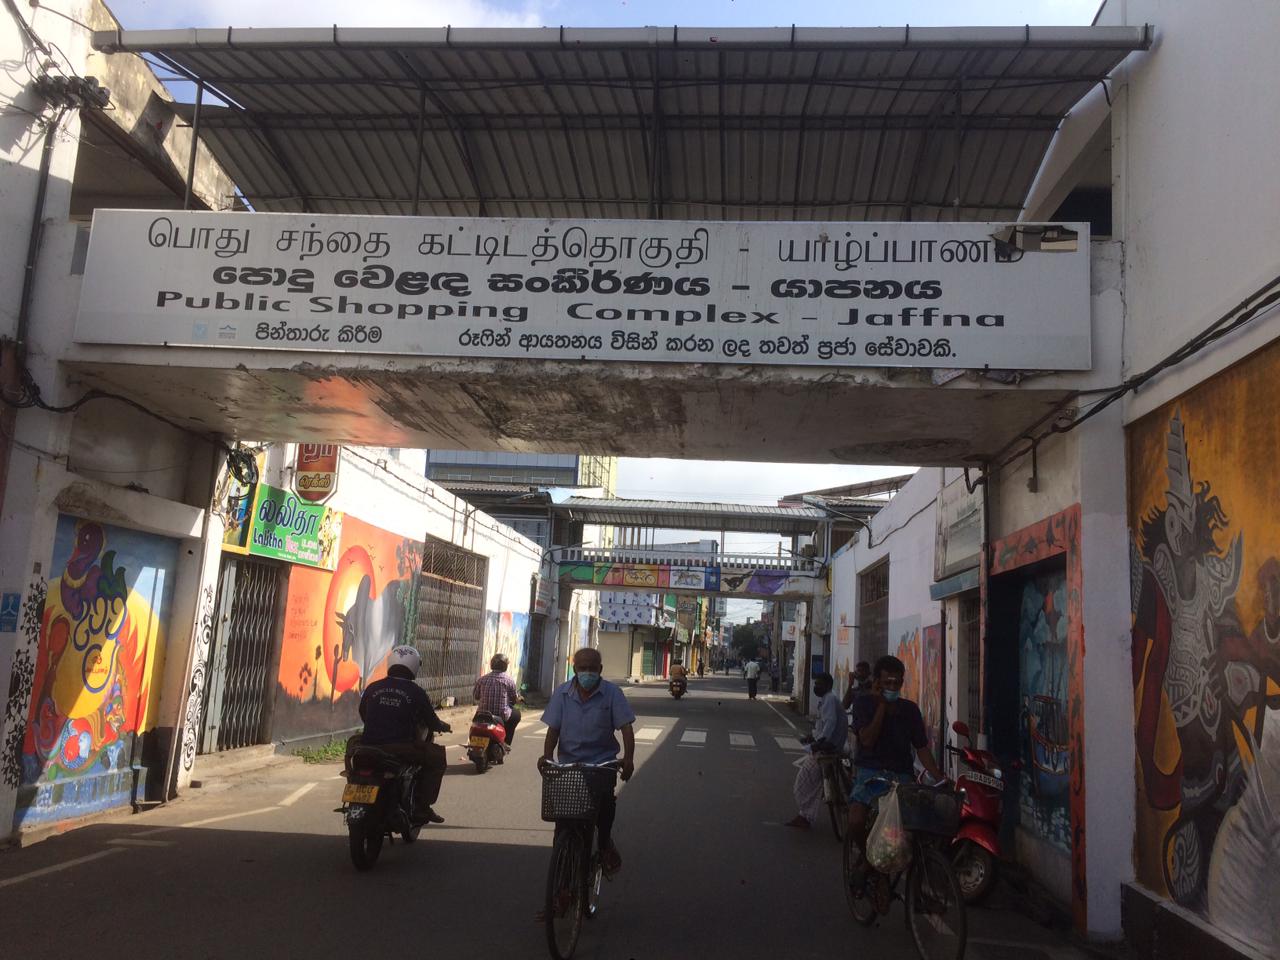 பொது சந்தை கட்டிடத்தொகுதி - யாழ்ப்பாணம்
පොදු වෙළඳ සංකීර්ණය – යාපනය
Public Shopping Complex – Jaffna
පින්තාරු කිරීම රූෆින් ආයතනය විසින් කරන ලද තවත් ප්‍රජා සේවාවකි.
லலிதா
Lalitha
POLICE